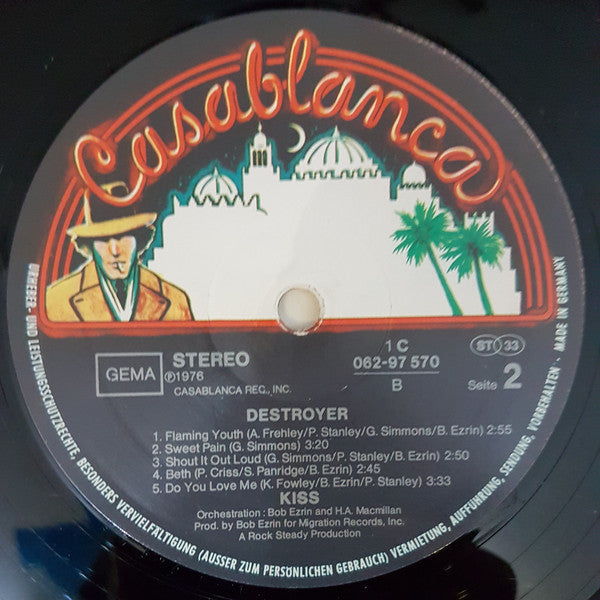 Casablanca
GEMA
STEREO
℗1976
CASABLANCA REC., INC.
1 C
062-97 570
B
ST 33
Seite 2
DESTROYER
1. Flaming Youth (A. Frehley/P. Stanley/G. Simmons/B. Ezrin) 2:55
2. Sweet Pain (G. Simmons) 3:20
3. Shout It Out Loud (G. Simmons/P. Stanley/B. Ezrin) 2:50
4. Beth (P. Criss/S. Panridge/B. Ezrin) 2:45
5. Do You Love Me (K. Fowley/B. Ezrin/P. Stanley) 3:33
KISS
Orchestration: Bob Ezrin and H.A. Macmillan
Prod. by Bob Ezrin for Migration Records, Inc.
A Rock Steady Production
URHEBER- UND LEISTUNGSSCHUTZRECHTE, BESONDERS VERVIELFÄLTIGUNG (AUSSER ZUM PERSÖNLICHEN GEBRAUCH) VERMIETUNG, AUFFÜHRUNG, SENDUNG, VORBEHALTEN · MADE IN GERMANY